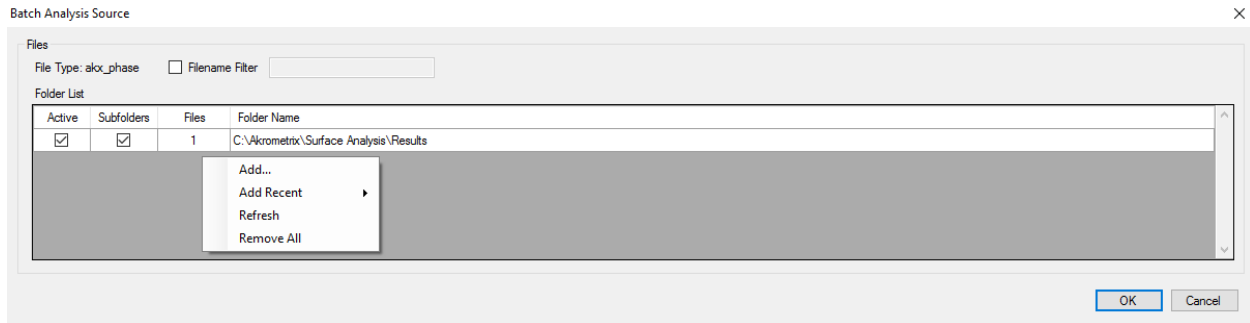 Batch Analysis Source
Files
File Type: akx_phase Filename Filter
Folder List
Active Subfolders Files Folder Name
1 C:\Akrometrix\Surface Analysis\Results
Add...
Add Recent
Refresh
Remove All
OK Cancel